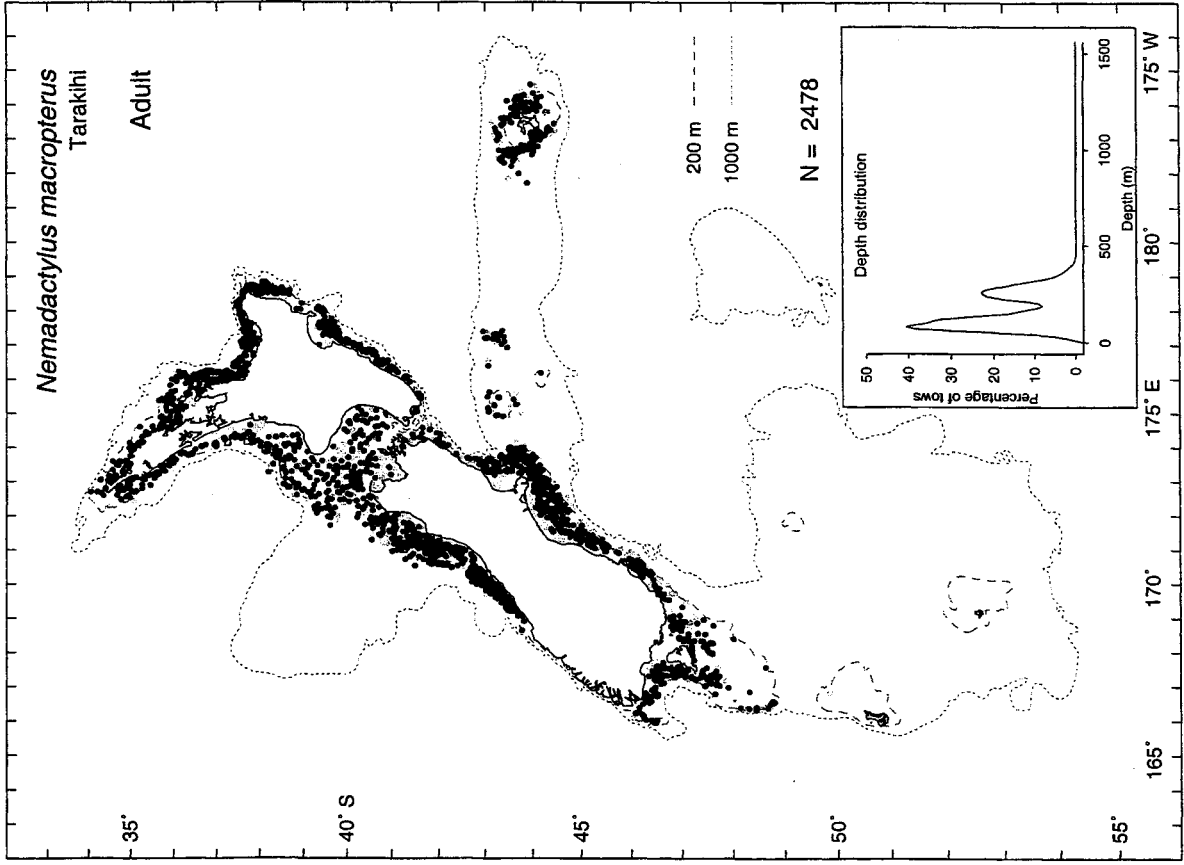 Nemadactylus macropterus
Tarakihi
Adult
35°
40° S
45°
50°
55°
165°
170°
175° E
180°
175° W
200 m
1000 m
N = 2478
Depth distribution
Percentage of tows
50
40
30
20
10
0
0
500
1000
1500
Depth (m)